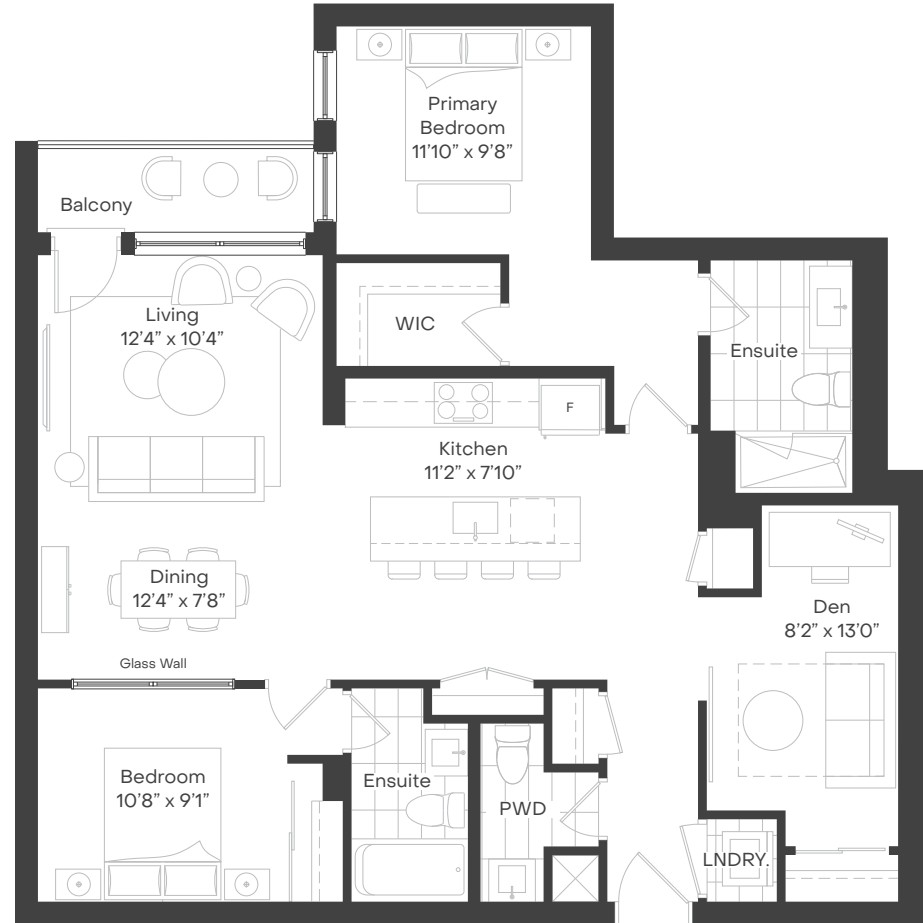 Primary
Bedroom
11’10” x 9’8”
Balcony
Living
12’4” x 10’4”
WIC
Ensuite
F
Kitchen
11’2” x 7’10”
Dining
12’4” x 7’8”
Den
8’2” x 13’0”
Glass Wall
Bedroom
10’8” x 9’1”
Ensuite
PWD
LNDRY.